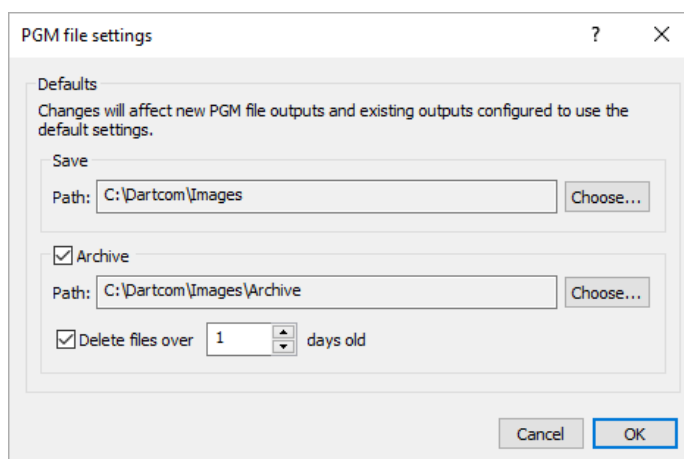 PGM file settings ?
Defaults
Changes will affect new PGM file outputs and existing outputs configured to use the
default settings.
Save
Path: C:\Dartcom\Images Choose...
Archive
Path: C:\Dartcom\Images\Archive Choose...
Delete files over 1 days old
Cancel OK